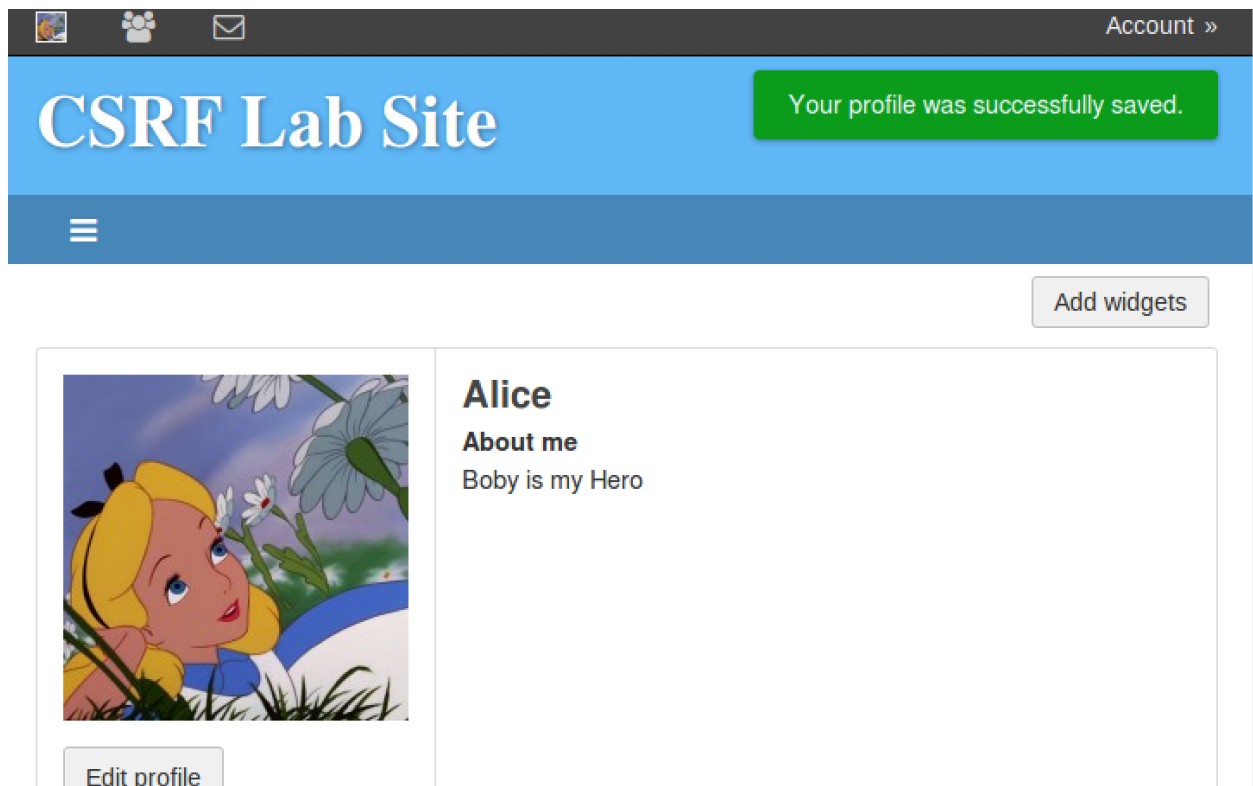 Account »
CSRF Lab Site
Your profile was successfully saved.
Add widgets
Alice
About me
Boby is my Hero
Edit profile